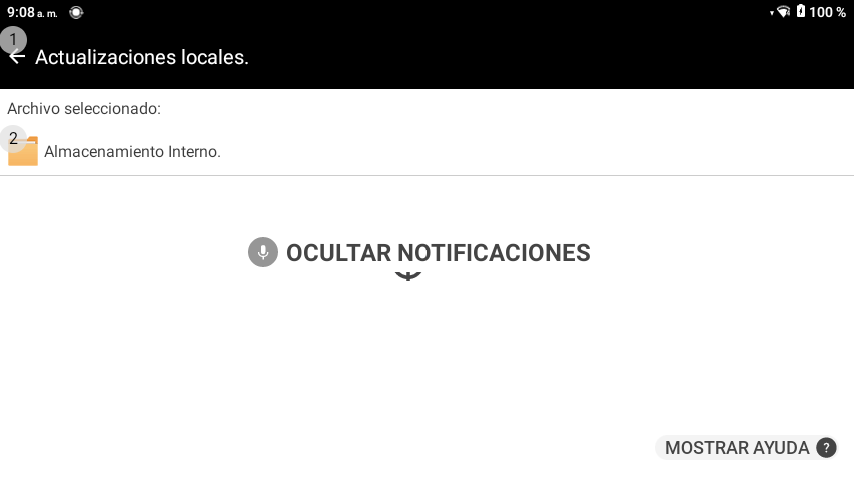 9:08 a. m.
100 %
1
Actualizaciones locales.
Archivo seleccionado:
2
Almacenamiento Interno.
OCULTAR NOTIFICACIONES
MOSTRAR AYUDA ?